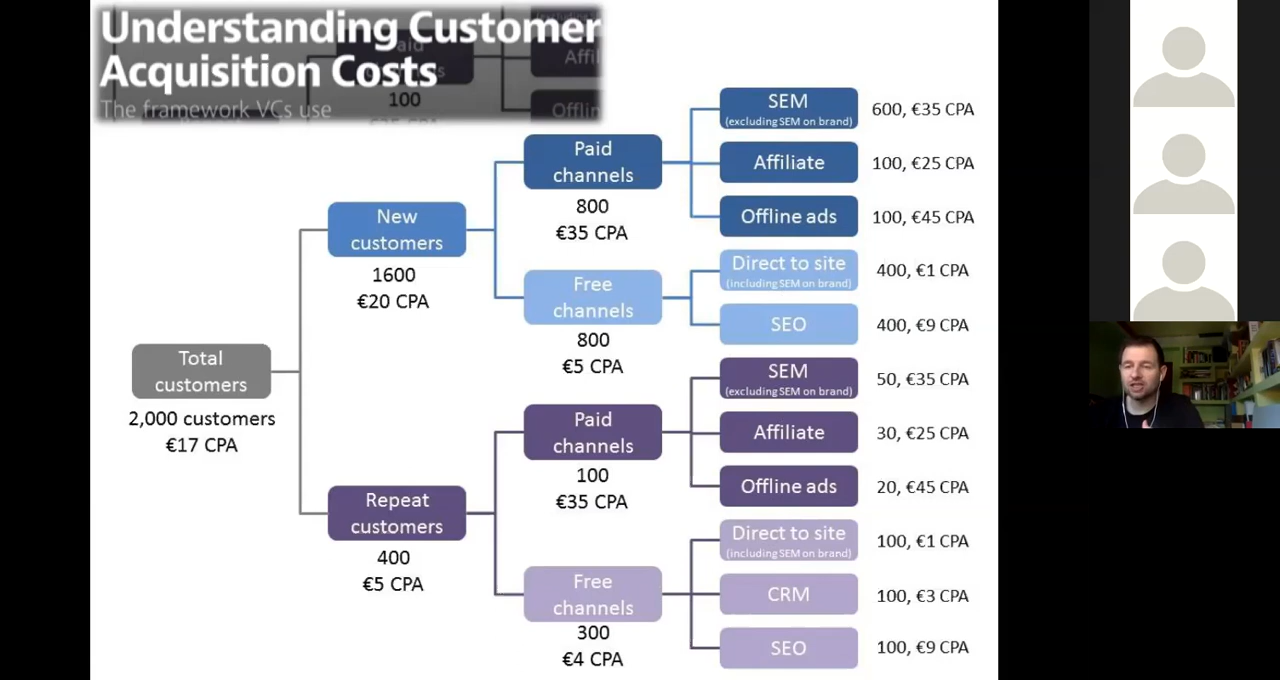 Understanding Customer
Acquisition Costs
The framework VCs use
Paid
100
Affil
Offlin
Total
customers
2,000 customers
€17 CPA
New
customers
1600
€20 CPA
Repeat
customers
400
€5 CPA
Paid
channels
800
€35 CPA
Free
channels
800
€5 CPA
Paid
channels
100
€35 CPA
Free
channels
300
€4 CPA
SEM
(excluding SEM on brand)
600, €35 CPA
Affiliate
100, €25 CPA
Offline ads
100, €45 CPA
Direct to site
(including SEM on brand)
400, €1 CPA
SEO
400, €9 CPA
SEM
(excluding SEM on brand)
50, €35 CPA
Affiliate
30, €25 CPA
Offline ads
20, €45 CPA
Direct to site
(including SEM on brand)
100, €1 CPA
CRM
100, €3 CPA
SEO
100, €9 CPA